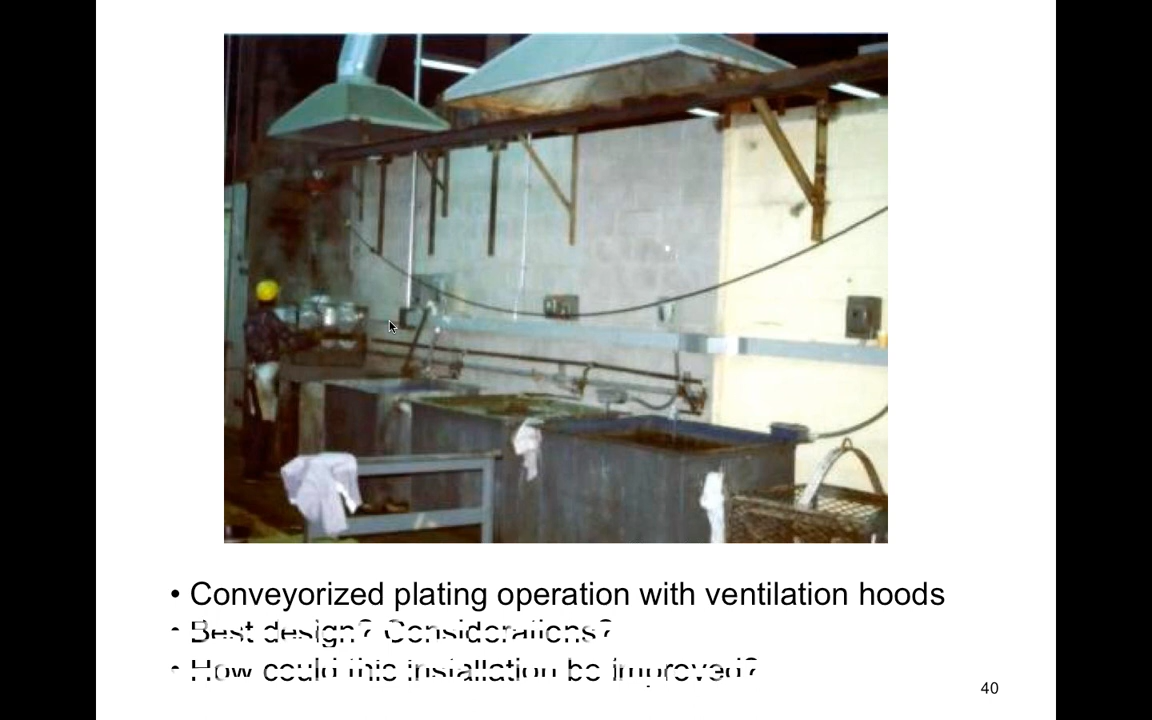 • Conveyorized plating operation with ventilation hoods
• Best design? Considerations?
• How could this installation be improved?
40